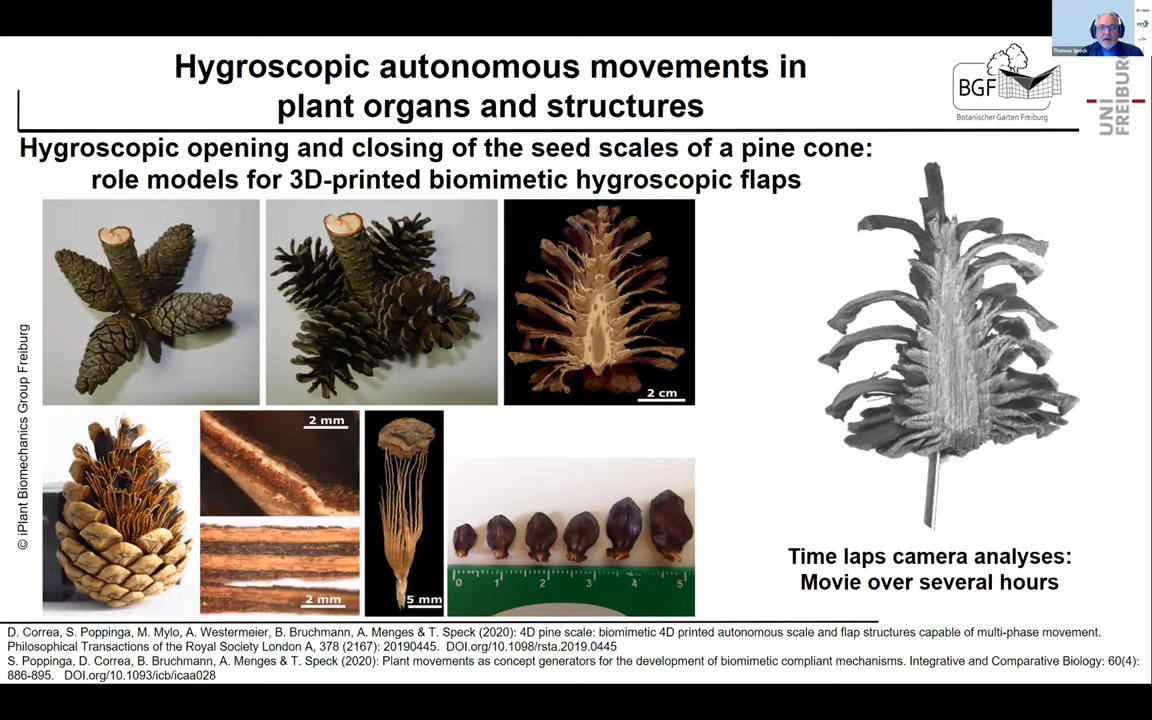 Thomas Speck
Hygroscopic autonomous movements in
plant organs and structures
BGF
Botanischer Garten Freiburg
UNI
FREIBURG
Hygroscopic opening and closing of the seed scales of a pine cone:
role models for 3D-printed biomimetic hygroscopic flaps
© iPlant Biomechanics Group Freiburg
2 cm
2 mm
2 mm
5 mm
0 1 2 3 4 5
Time laps camera analyses:
Movie over several hours
D. Correa, S. Poppinga, M. Mylo, A. Westermeier, B. Bruchmann, A. Menges & T. Speck (2020): 4D pine scale: biomimetic 4D printed autonomous scale and flap structures capable of multi-phase movement.
Philosophical Transactions of the Royal Society London A, 378 (2167): 20190445. DOI.org/10.1098/rsta.2019.0445
S. Poppinga, D. Correa, B. Bruchmann, A. Menges & T. Speck (2020): Plant movements as concept generators for the development of biomimetic compliant mechanisms. Integrative and Comparative Biology: 60(4):
886-895. DOI.org/10.1093/icb/icaa028